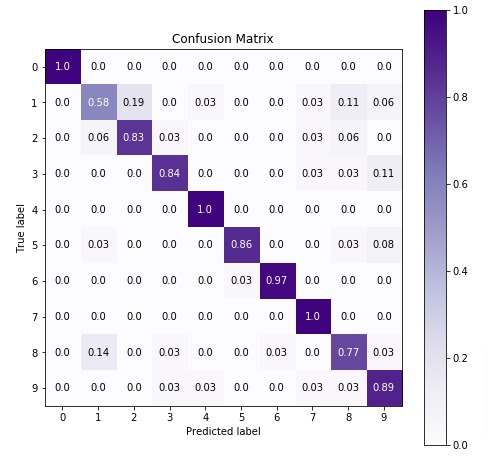 Confusion Matrix
1.0
0 1.0 0.0 0.0 0.0 0.0 0.0 0.0 0.0 0.0 0.0
1 0.0 0.58 0.19 0.0 0.03 0.0 0.0 0.03 0.11 0.06
0.8
2 0.0 0.06 0.83 0.03 0.0 0.0 0.0 0.03 0.06 0.0
3 0.0 0.0 0.0 0.84 0.0 0.0 0.0 0.03 0.03 0.11
0.6
4 0.0 0.0 0.0 0.0 1.0 0.0 0.0 0.0 0.0 0.0
True label
5 0.0 0.03 0.0 0.0 0.0 0.86 0.0 0.0 0.03 0.08
0.4
6 0.0 0.0 0.0 0.0 0.0 0.03 0.97 0.0 0.0 0.0
7 0.0 0.0 0.0 0.0 0.0 0.0 0.0 1.0 0.0 0.0
0.2
8 0.0 0.14 0.0 0.03 0.0 0.0 0.03 0.0 0.77 0.03
9 0.0 0.0 0.0 0.03 0.03 0.0 0.0 0.03 0.03 0.89
0 1 2 3 4 5 6 7 8 9
Predicted label
0.0